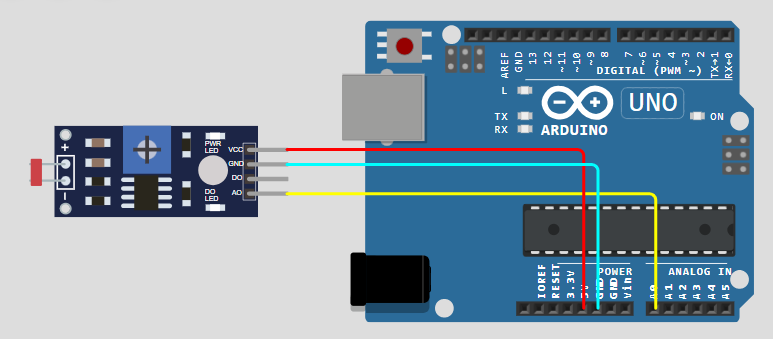 AREF
GND
13
12
~11
~10
~9
8
7
~6
~5
4
~3
2
TX→1
RX←0
DIGITAL (PWM ~)
L
TX
RX
UNO
ON
ARDUINO
+
PWR
LED
VCC
GND
DO
AO
DO
LED
−
IOREF
RESET
3.3V
5V
GND
GND
Vin
POWER
ANALOG IN
A0
A1
A2
A3
A4
A5